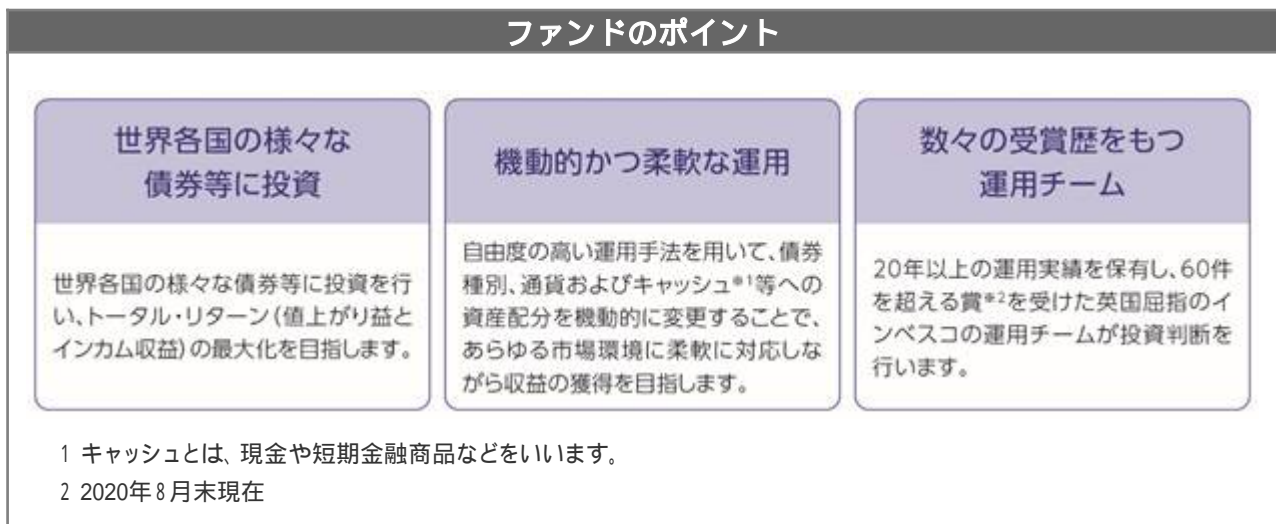 ファンドのポイント
世界各国の様々な
債券等に投資
世界各国の様々な債券等に投資を行
い、トータル・リターン(値上がり益と
インカム収益)の最大化を目指します。
機動的かつ柔軟な運用
自由度の高い運用手法を用いて、債券
種別、通貨およびキャッシュ※1等への
資産配分を機動的に変更することで、
あらゆる市場環境に柔軟に対応しな
がら収益の獲得を目指します。
数々の受賞歴をもつ
運用チーム
20年以上の運用実績を保有し、60件
を超える賞※2を受けた英国屈指のイ
ンベスコの運用チームが投資判断を
行います。
1 キャッシュとは、現金や短期金融商品などをいいます。
2 2020年8月末現在